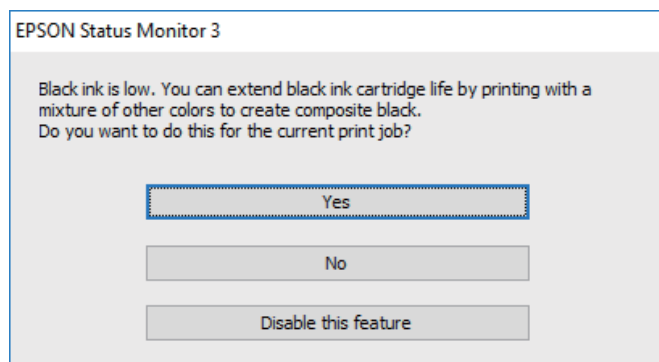 EPSON Status Monitor 3
Black ink is low. You can extend black ink cartridge life by printing with a
mixture of other colors to create composite black.
Do you want to do this for the current print job?
Yes
No
Disable this feature